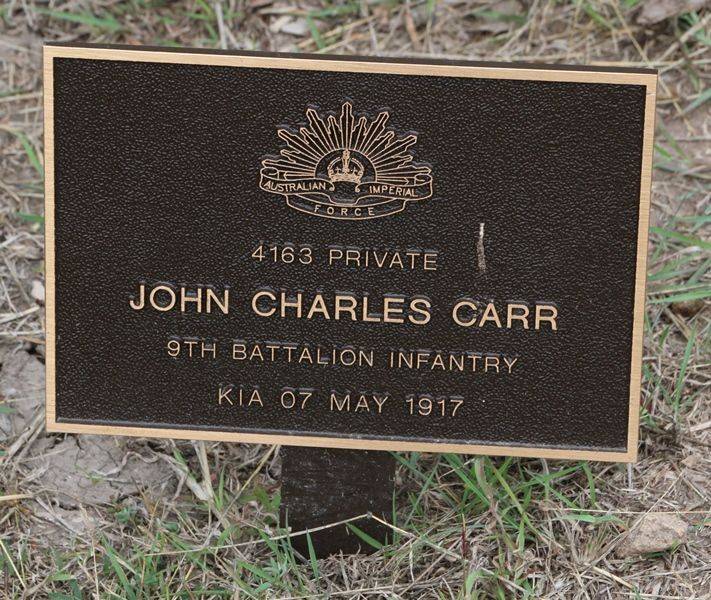 AUSTRALIAN IMPERIAL
FORCE
4163 PRIVATE
JOHN CHARLES CARR
9TH BATTALION INFANTRY
KIA 07 MAY 1917